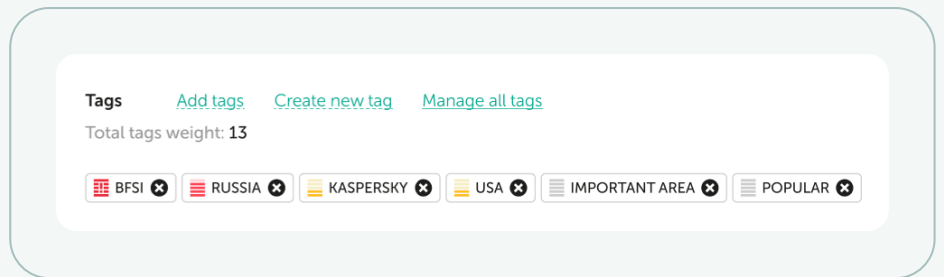 Tags Add tags Create new tag Manage all tags
Total tags weight: 13
BFSI RUSSIA KASPERSKY USA IMPORTANT AREA POPULAR